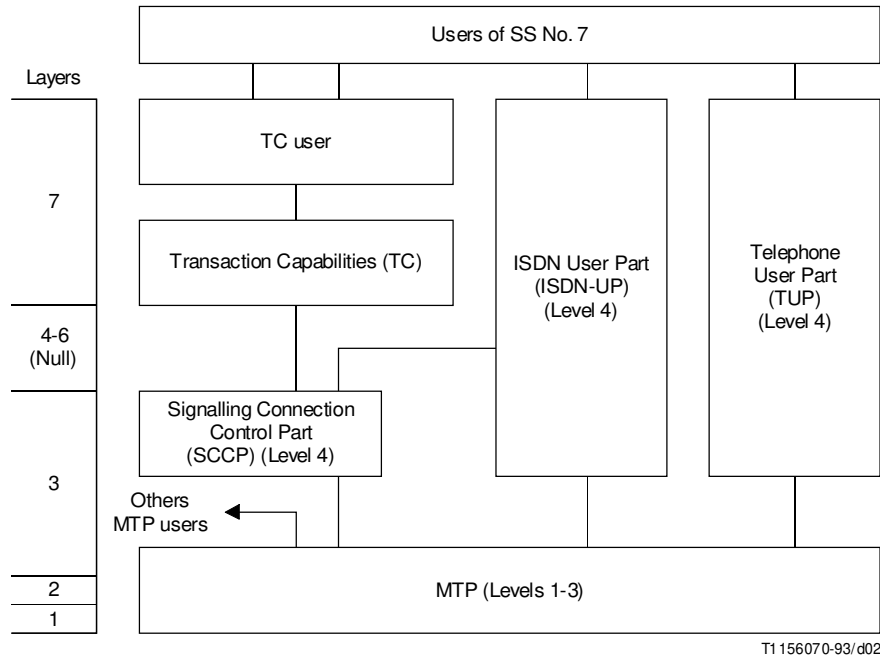 Users of SS No. 7
Layers
TC user
7
Transaction Capabilities (TC)
ISDN User Part
(ISDN-UP)
(Level 4)
Telephone
User Part
(TUP)
(Level 4)
4-6
(Null)
Signalling Connection
Control Part
(SCCP) (Level 4)
3
Others
MTP users
2
MTP (Levels 1-3)
1
T1156070-93/d02